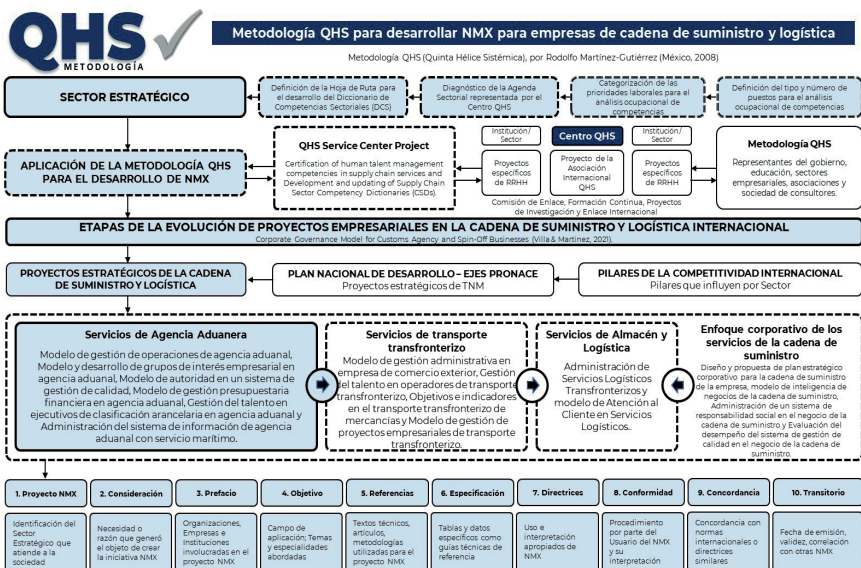 QHS
METODOLOGÍA
Metodología QHS para desarrollar NMX para empresas de cadena de suministro y logística
Metodología QHS (Quinta Hélice Sistémica), por Rodolfo Martínez-Gutiérrez (México, 2008)
SECTOR ESTRATÉGICO
Definición de la Hoja de Ruta para
el desarrollo del Diccionario de
Competencias Sectoriales (DCS)
Diagnóstico de la Agenda
Sectorial representada por el
Centro QHS
Categorización de las
prioridades laborales para el
análisis ocupacional de
competencias
Definición del tipo y número de
puestos para el análisis
ocupacional de competencias
APLICACIÓN DE LA METODOLOGÍA QHS
PARA EL DESARROLLO DE NMX
QHS Service Center Project
Certification of human talent management
competencies in supply chain services and
Development and updating of Supply Chain
Sector Competency Dictionaries (CSDs).
Institución/
Sector
Centro QHS
Institución/
Sector
Proyectos
específicos
de RRHH
Proyecto de la
Asociación
Internacional
QHS
Proyectos
específicos
de RRHH
Comisión de Enlace, Formación Continua, Proyectos
de Investigación y Enlace Internacional
Metodología QHS
Representantes del gobierno,
educación, sectores
empresariales, asociaciones y
sociedad de consultores.
ETAPAS DE LA EVOLUCIÓN DE PROYECTOS EMPRESARIALES EN LA CADENA DE SUMINISTRO Y LOGÍSTICA INTERNACIONAL
Corporate Governance Model for Customs Agency and Spin-Off Businesses (Villa & Martinez, 2021).
PROYECTOS ESTRATÉGICOS DE LA CADENA
DE SUMINISTRO Y LOGÍSTICA
PLAN NACIONAL DE DESARROLLO – EJES PRONACE
Proyectos estratégicos de TNM
PILARES DE LA COMPETITIVIDAD INTERNACIONAL
Pilares que influyen por Sector
Servicios de Agencia Aduanera
Modelo de gestión de operaciones de agencia aduanal,
Modelo y desarrollo de grupos de interés empresarial en
agencia aduanal, Modelo de autoridad en un sistema de
gestión de calidad, Modelo de gestión presupuestaria
financiera en agencia aduanal, Gestión del talento en
ejecutivos de clasificación arancelaria en agencia aduanal y
Administración del sistema de información de agencia
aduanal con servicio marítimo.
Servicios de transporte
transfronterizo
Modelo de gestión administrativa en
empresa de comercio exterior, Gestión
del talento en operadores de transporte
transfronterizo, Objetivos e indicadores
en el transporte transfronterizo de
mercancías y Modelo de gestión de
proyectos empresariales de transporte
transfronterizo.
Servicios de Almacén y
Logística
Administración de
Servicios Logísticos
Transfronterizos y
modelo de Atención al
Cliente en Servicios
Logísticos..
Enfoque corporativo de los
servicios de la cadena de
suministro
Diseño y propuesta de plan estratégico
corporativo para la cadena de suministro
de la empresa, modelo de inteligencia de
negocios de la cadena de suministro,
Administración de un sistema de
responsabilidad social en el negocio de la
cadena de suministro y Evaluación del
desempeño del sistema de gestión de
calidad en el negocio de la cadena de
suministro.
1. Proyecto NMX
2. Consideración
3. Prefacio
4. Objetivo
5. Referencias
6. Especificación
7. Directrices
8. Conformidad
9. Concordancia
10. Transitorio
Identificación del
Sector
Estratégico que
atiende a la
sociedad
Necesidad o
razón que generó
el objeto de crear
la iniciativa NMX
Organizaciones,
Empresas e
Instituciones
involucradas en el
proyecto NMX
Campo de
aplicación; Temas
y especialidades
abordadas
Textos técnicos,
artículos,
metodologías
utilizadas para el
proyecto NMX
Tablas y datos
específicos como
guías técnicas de
referencia
Uso e
interpretación
apropiados de
NMX
Procedimiento
por parte del
Usuario del NMX
y su
interpretación
Concordancia con
normas
internacionales o
directrices
similares
Fecha de emisión,
validez, correlación
con otras NMX